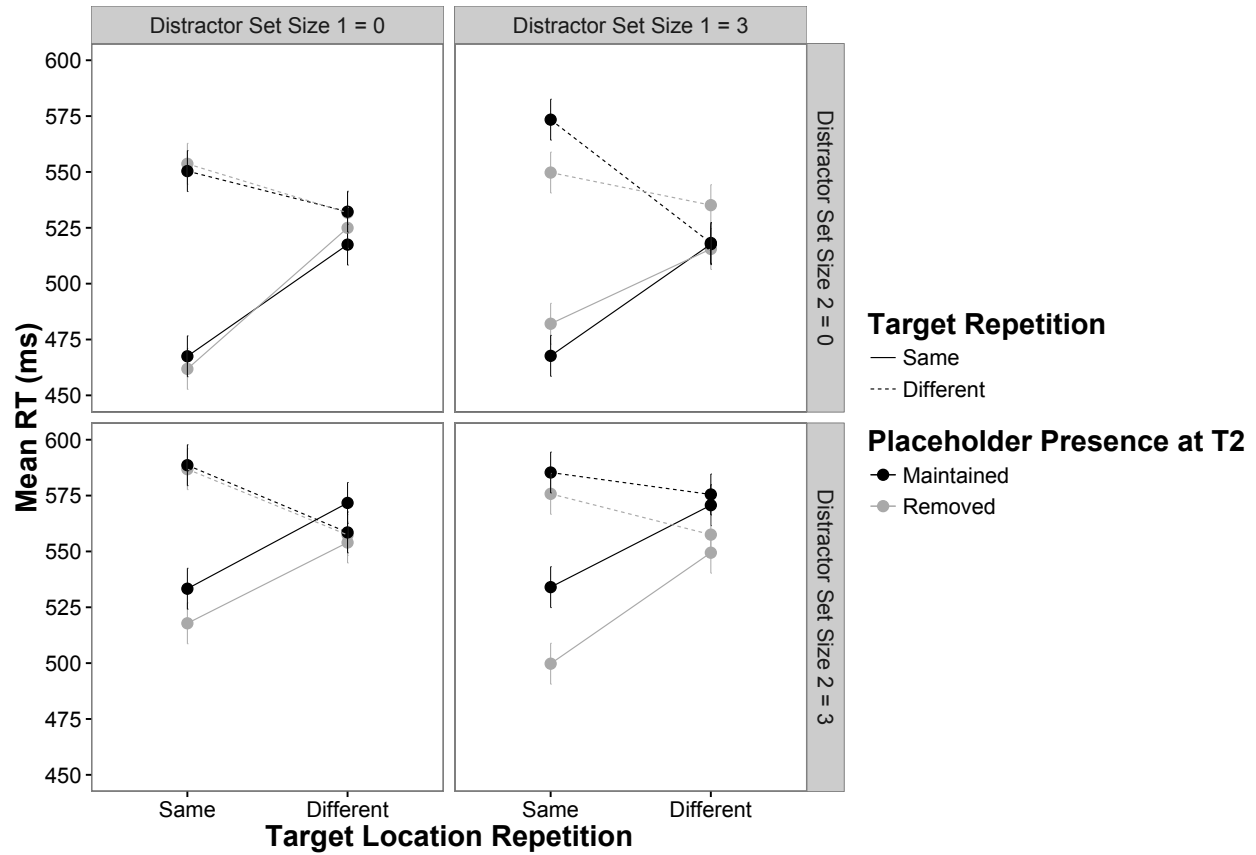 Distractor Set Size 1 = 0
Distractor Set Size 1 = 3
600
575
550
525
500
475
450
Distractor Set Size 2 = 0
600
575
550
525
500
475
450
Distractor Set Size 2 = 3
Mean RT (ms)
Same
Different
Same
Different
Target Location Repetition
Target Repetition
Same
Different
Placeholder Presence at T2
Maintained
Removed